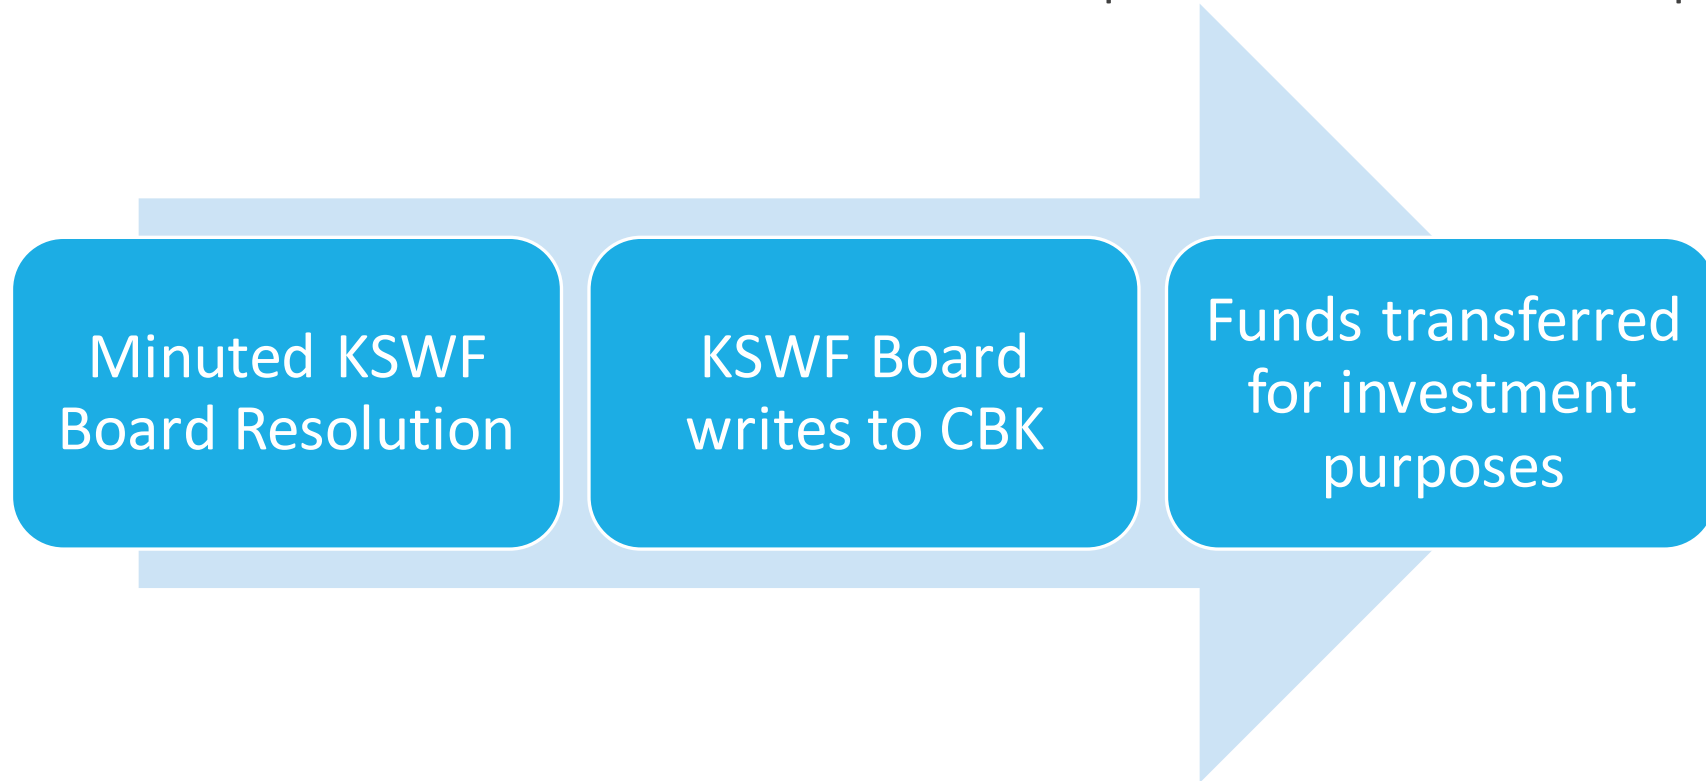 Minuted KSWF
Board Resolution
KSWF Board
writes to CBK
Funds transferred
for investment
purposes